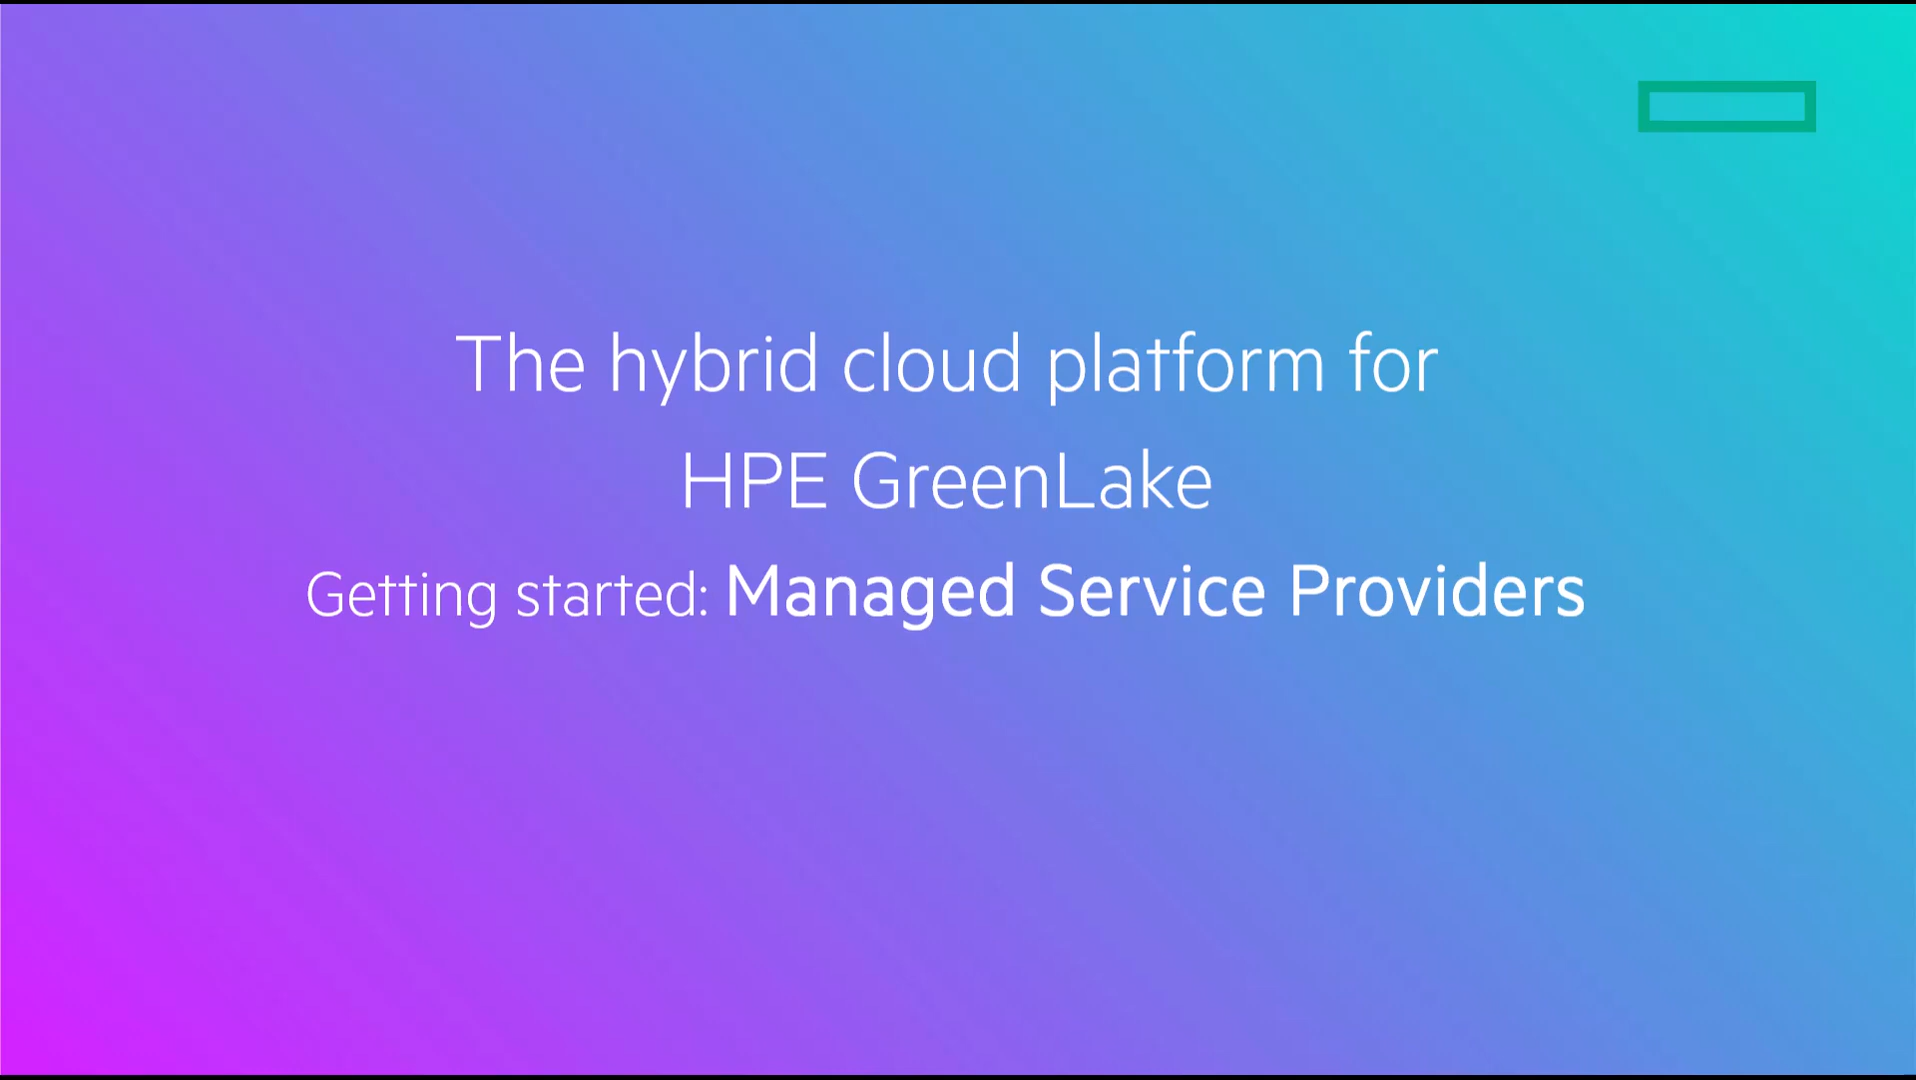 The hybrid cloud platform for
HPE GreenLake
Getting started: Managed Service Providers